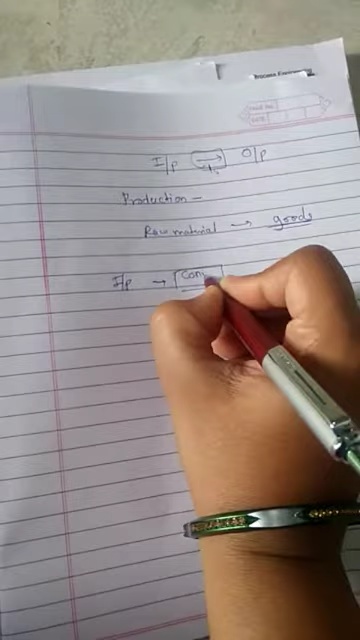 I/p → O/p
Production –
Raw material → goods
I/p → Con